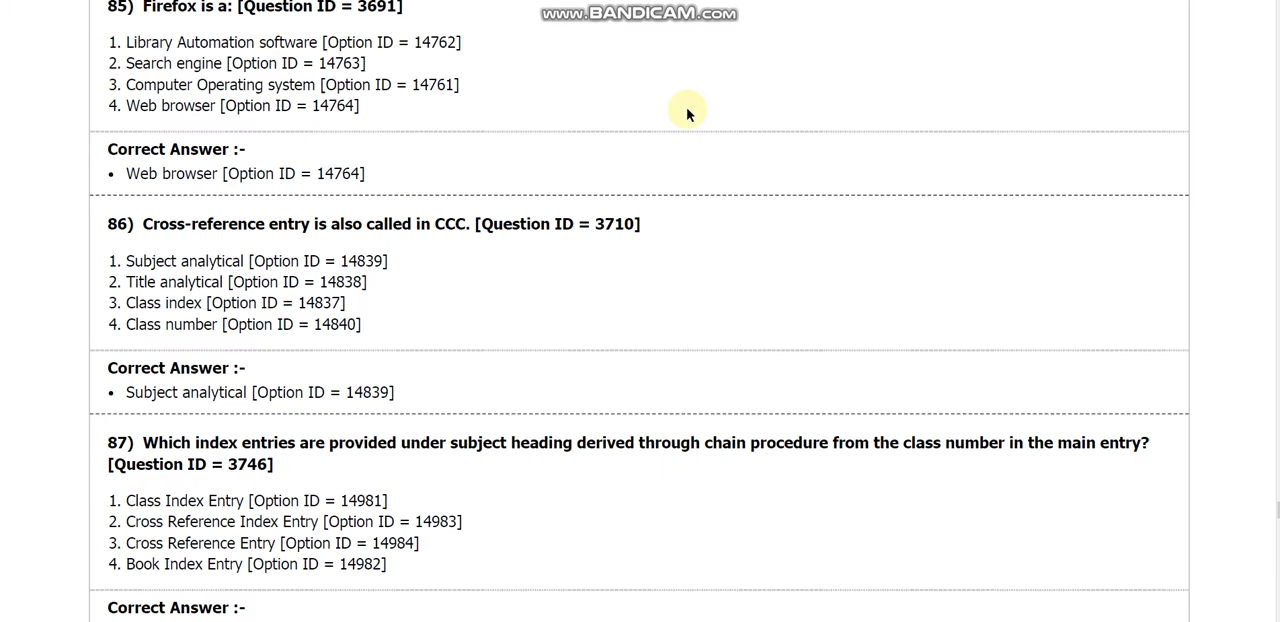 85) Firefox is a: [Question ID = 3691]
www.BANDICAM.com
1. Library Automation software [Option ID = 14762]
2. Search engine [Option ID = 14763]
3. Computer Operating system [Option ID = 14761]
4. Web browser [Option ID = 14764]
Correct Answer :-
• Web browser [Option ID = 14764]
86) Cross-reference entry is also called in CCC. [Question ID = 3710]
1. Subject analytical [Option ID = 14839]
2. Title analytical [Option ID = 14838]
3. Class index [Option ID = 14837]
4. Class number [Option ID = 14840]
Correct Answer :-
• Subject analytical [Option ID = 14839]
87) Which index entries are provided under subject heading derived through chain procedure from the class number in the main entry?
[Question ID = 3746]
1. Class Index Entry [Option ID = 14981]
2. Cross Reference Index Entry [Option ID = 14983]
3. Cross Reference Entry [Option ID = 14984]
4. Book Index Entry [Option ID = 14982]
Correct Answer :-